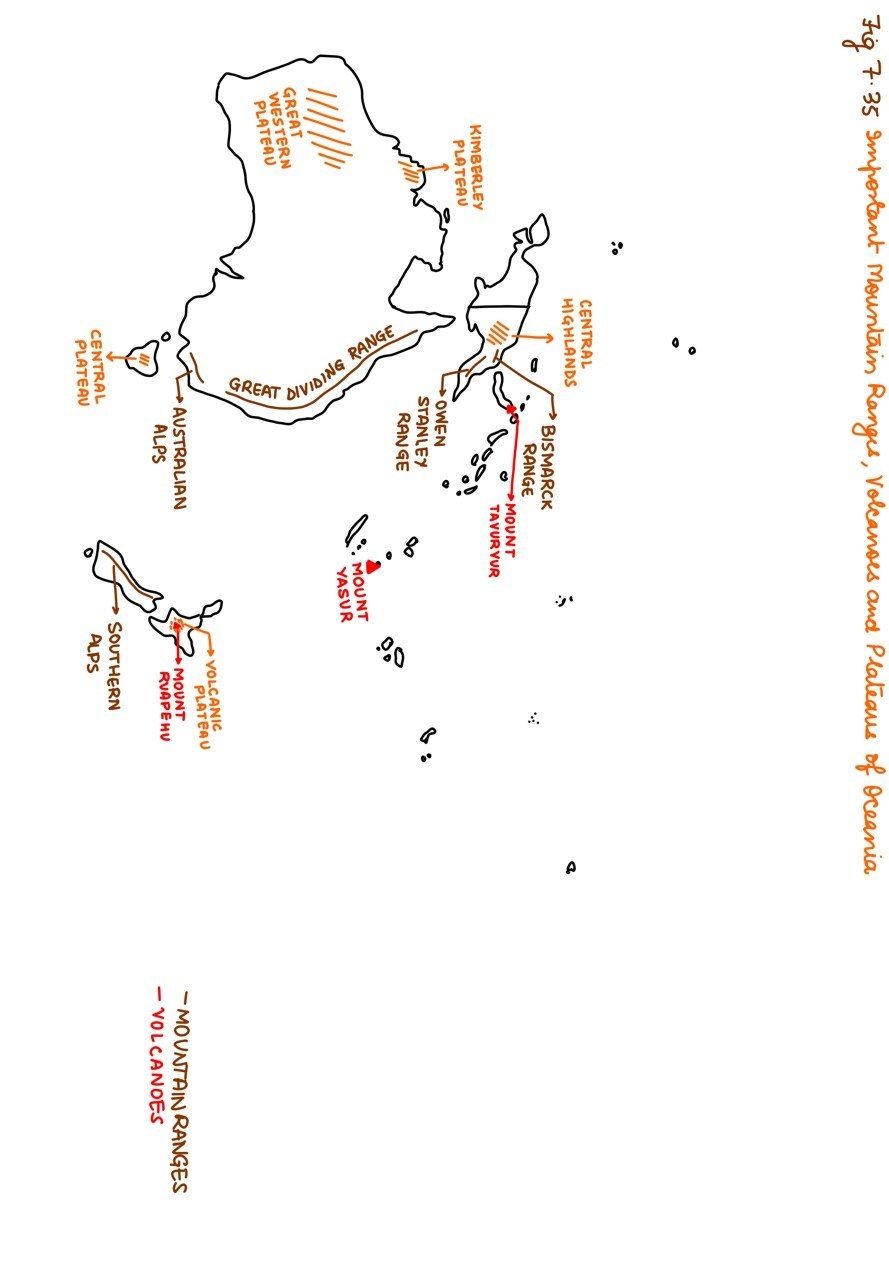 Fig 7.35 Important Mountain Ranges, Volcanoes and Plateaus of Oceania
KIMBERLEY
PLATEAU
GREAT
WESTERN
PLATEAU
CENTRAL
HIGHLANDS
BISMARCK
RANGE
MOUNT
TAVURVUR
OWEN
STANLEY
RANGE
GREAT DIVIDING RANGE
MOUNT
YASUR
AUSTRALIAN
ALPS
CENTRAL
PLATEAU
VOLCANIC
PLATEAU
MOUNT
RUAPEHU
SOUTHERN
ALPS
- MOUNTAIN RANGES
- VOLCANOES